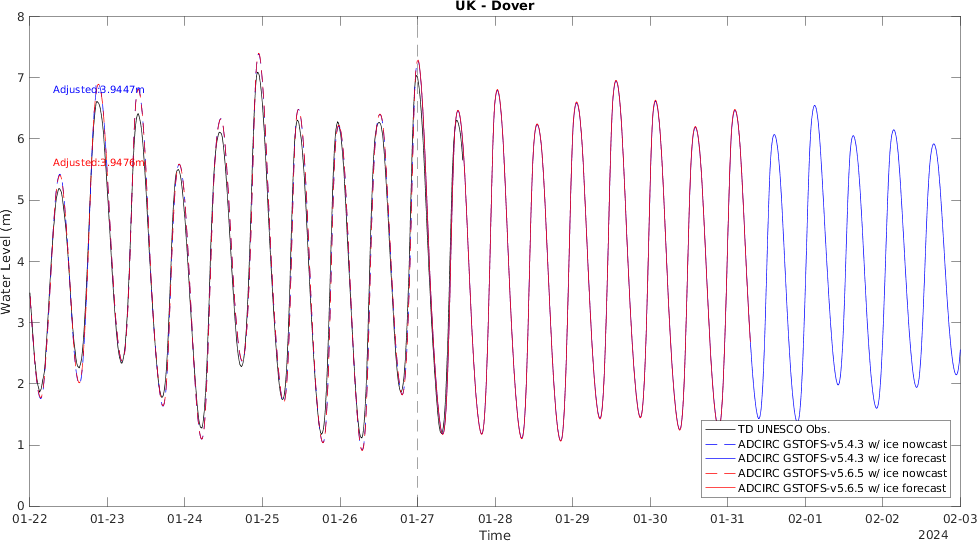 UK - Dover
8
7
6
5
4
3
2
1
0
Water Level (m)
Adjusted:3.9447m
Adjusted:3.9476m
TD UNESCO Obs.
ADCIRC GSTOFS-v5.4.3 w/ ice nowcast
ADCIRC GSTOFS-v5.4.3 w/ ice forecast
ADCIRC GSTOFS-v5.6.5 w/ ice nowcast
ADCIRC GSTOFS-v5.6.5 w/ ice forecast
01-22 01-23 01-24 01-25 01-26 01-27 01-28 01-29 01-30 01-31 02-01 02-02 02-03
Time
2024